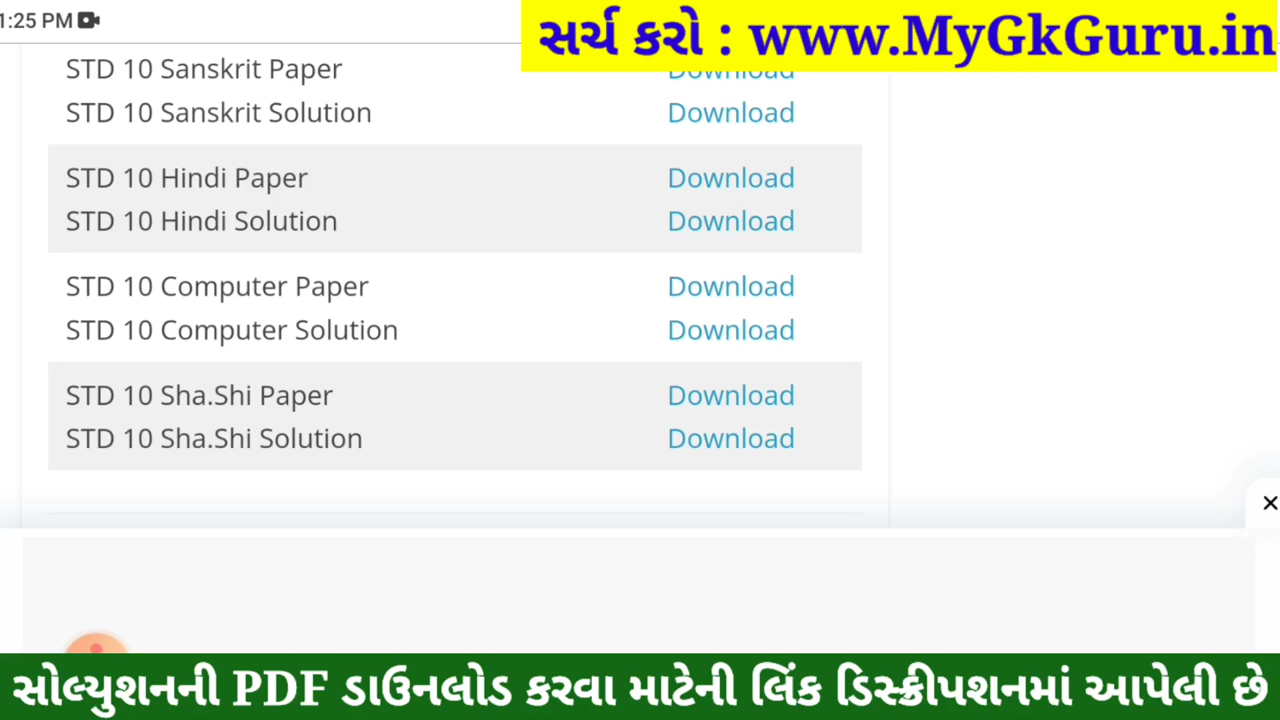 1:25 PM
સર્ચ કરો : www.MyGkGuru.in
STD 10 Sanskrit Paper Download
STD 10 Sanskrit Solution Download
STD 10 Hindi Paper Download
STD 10 Hindi Solution Download
STD 10 Computer Paper Download
STD 10 Computer Solution Download
STD 10 Sha.Shi Paper Download
STD 10 Sha.Shi Solution Download
સોલ્યુશનની PDF ડાઉનલોડ કરવા માટેની લિંક ડિસ્ક્રીપશનમાં આપેલી છે